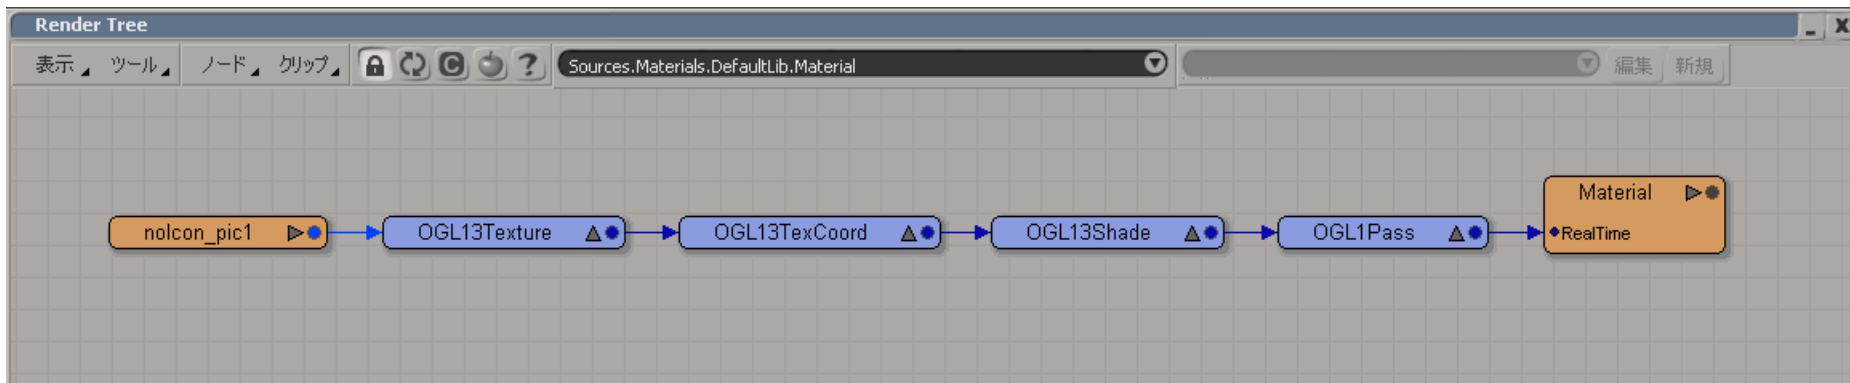 Render Tree
表示 ツール ノード クリップ Sources.Materials.DefaultLib.Material 編集 新規
Material
noIcon_pic1 OGL13Texture OGL13TexCoord OGL13Shade OGL1Pass RealTime